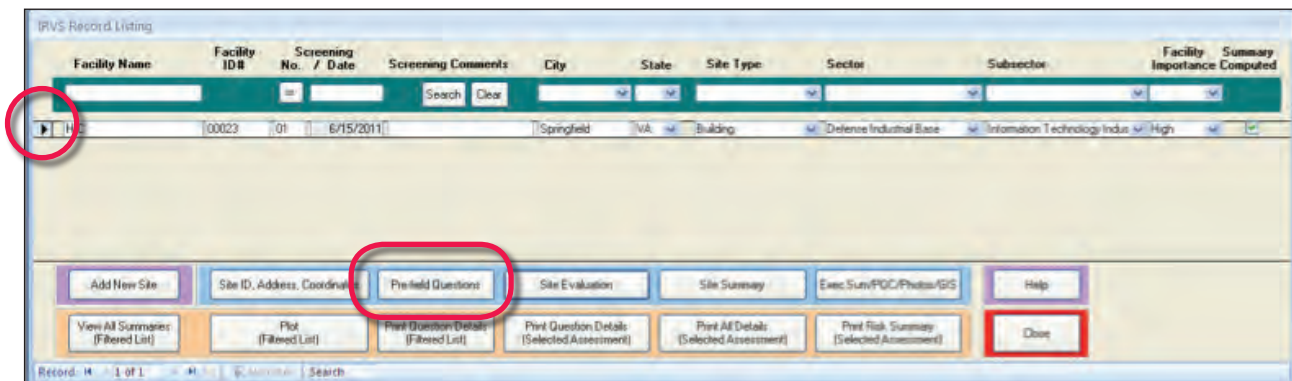 IRVS Record Listing
Facility Name Facility ID# Screening No. / Date Screening Comments City State Site Type Sector Subsector Facility Importance Summary Computed
= Search Clear
00023 01 6/15/2011 Springfield VA Building Defense Industrial Base Information Technology Indus High
Add New Site Site ID, Address, Coordinates Pre-field Questions Site Evaluation Site Summary Exec Sum/POC/Photos/GIS Help
View All Summaries (Filtered List) Plot (Filtered List) Print Question Details (Filtered List) Print Question Details (Selected Assessment) Print All Details (Selected Assessment) Print Risk Summary (Selected Assessment) Close
Record: 1 of 1 Search